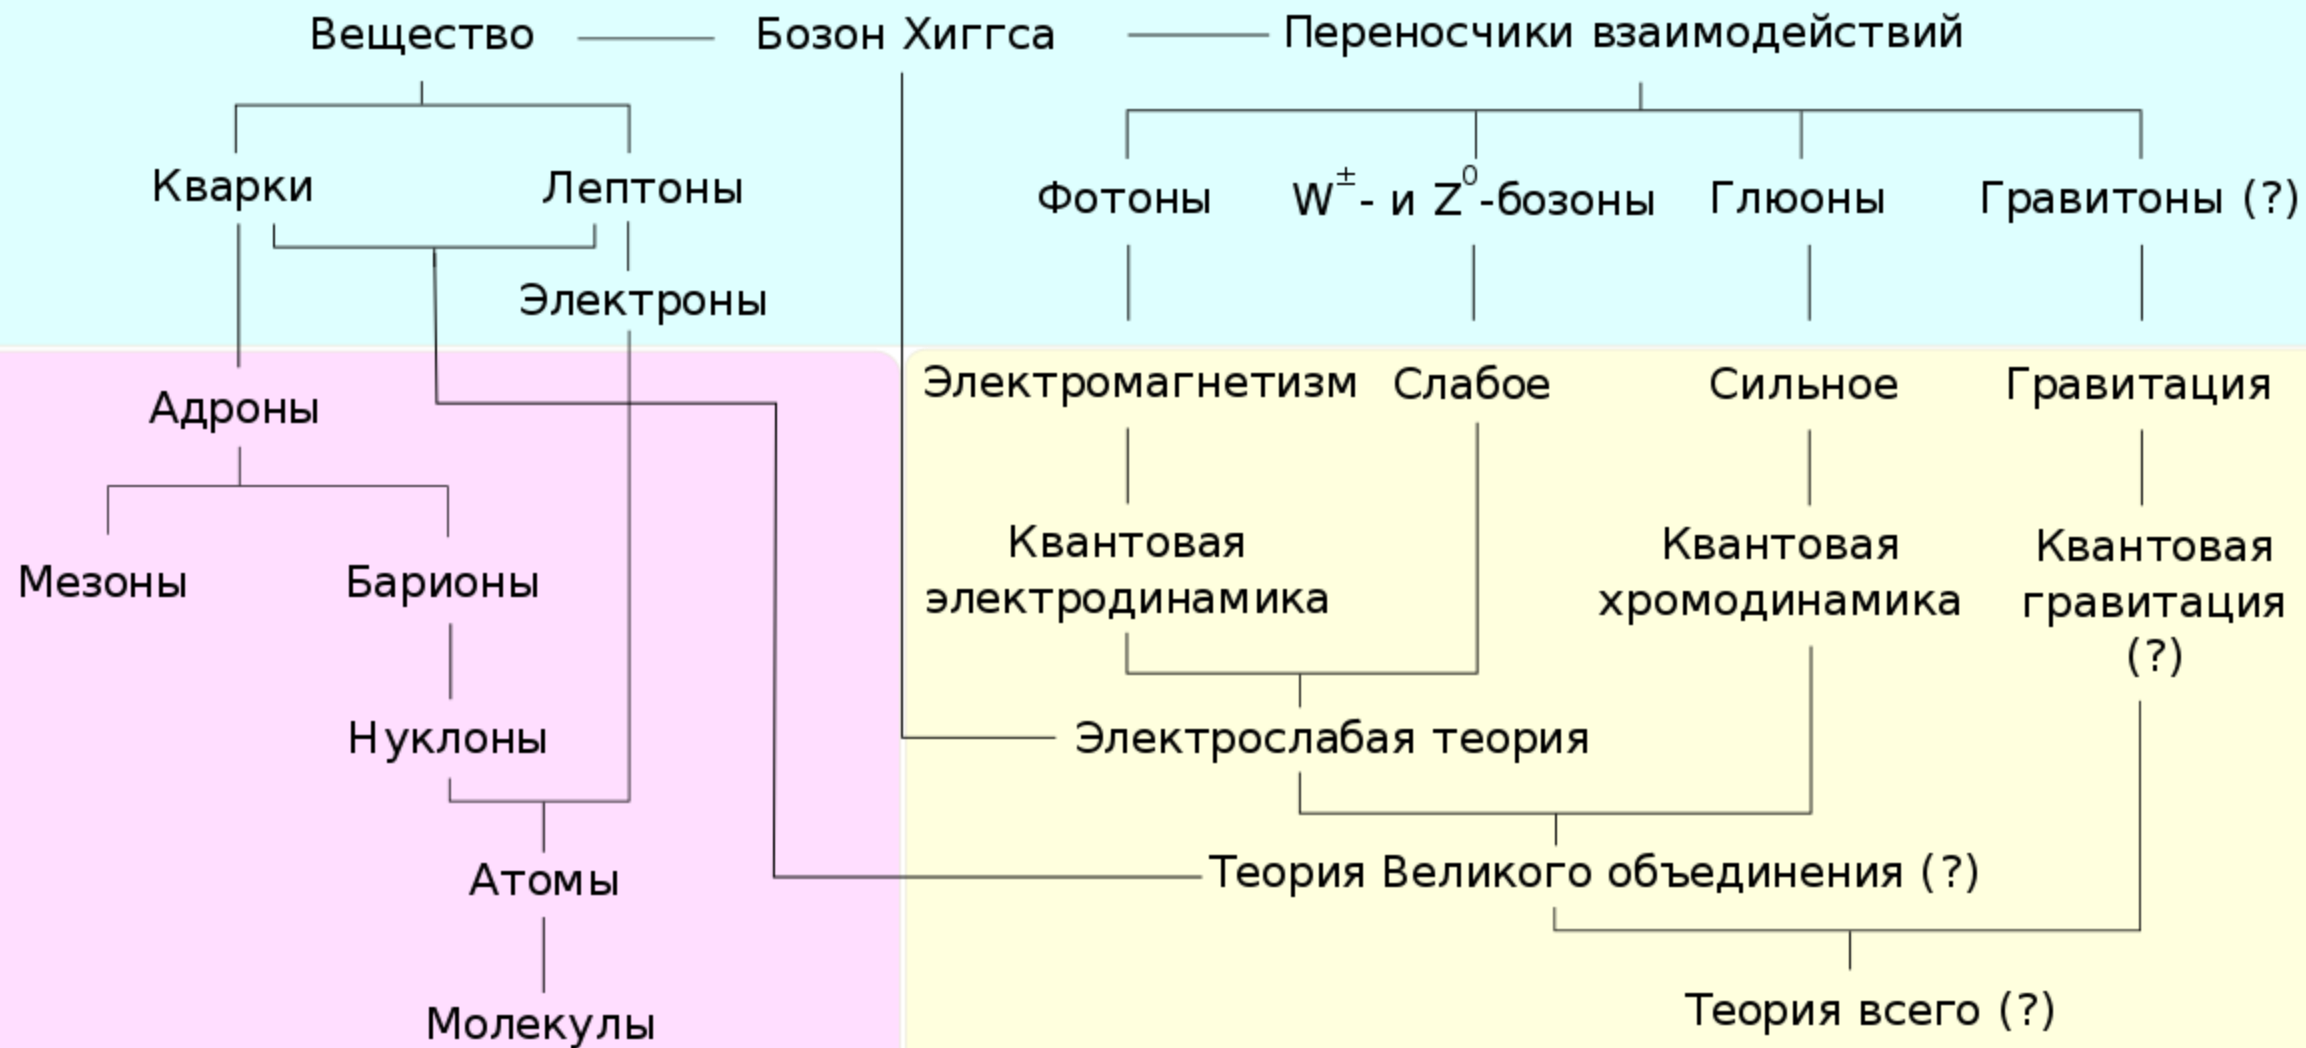 Вещество
Бозон Хиггса
Переносчики взаимодействий
Кварки
Лептоны
Фотоны
W±- и Z0-бозоны
Глюоны
Гравитоны (?)
Электроны
Адроны
Электромагнетизм
Слабое
Сильное
Гравитация
Мезоны
Барионы
Квантовая
электродинамика
Квантовая
хромодинамика
Квантовая
гравитация
(?)
Нуклоны
Электрослабая теория
Атомы
Теория Великого объединения (?)
Молекулы
Теория всего (?)